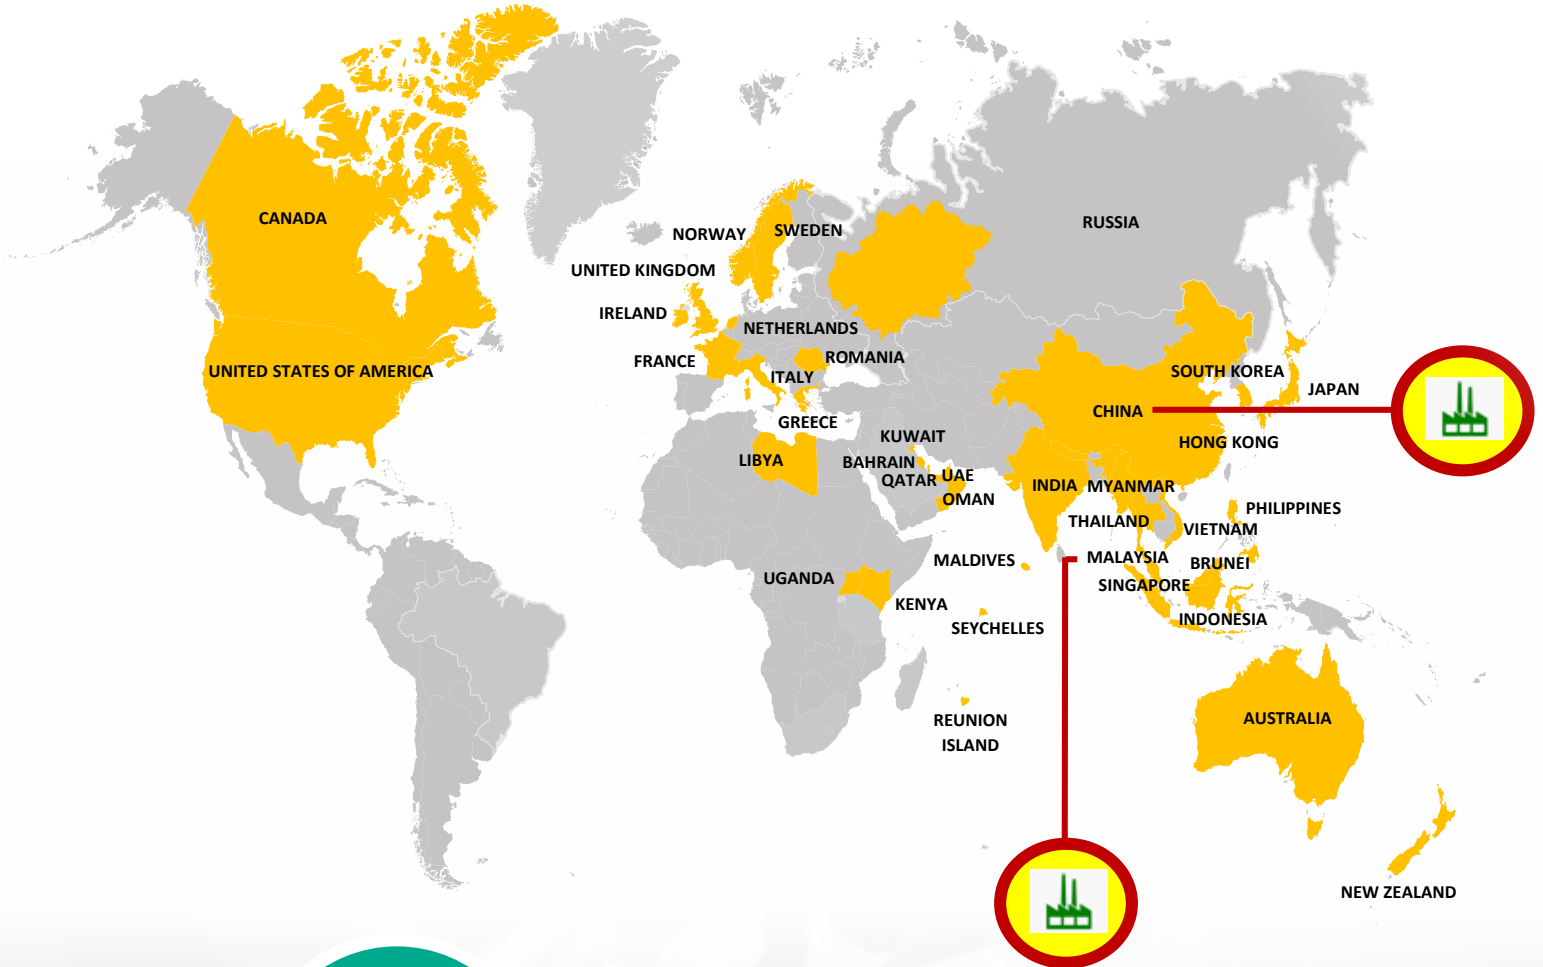 CANADA
RUSSIA
NORWAY
SWEDEN
UNITED KINGDOM
IRELAND
NETHERLANDS
FRANCE
ROMANIA
UNITED STATES OF AMERICA
ITALY
SOUTH KOREA
JAPAN
CHINA
GREECE
KUWAIT
HONG KONG
LIBYA
BAHRAIN
QATAR
UAE
INDIA
MYANMAR
OMAN
PHILIPPINES
THAILAND
VIETNAM
MALDIVES
MALAYSIA
BRUNEI
UGANDA
SINGAPORE
KENYA
SEYCHELLES
INDONESIA
REUNION
ISLAND
AUSTRALIA
NEW ZEALAND